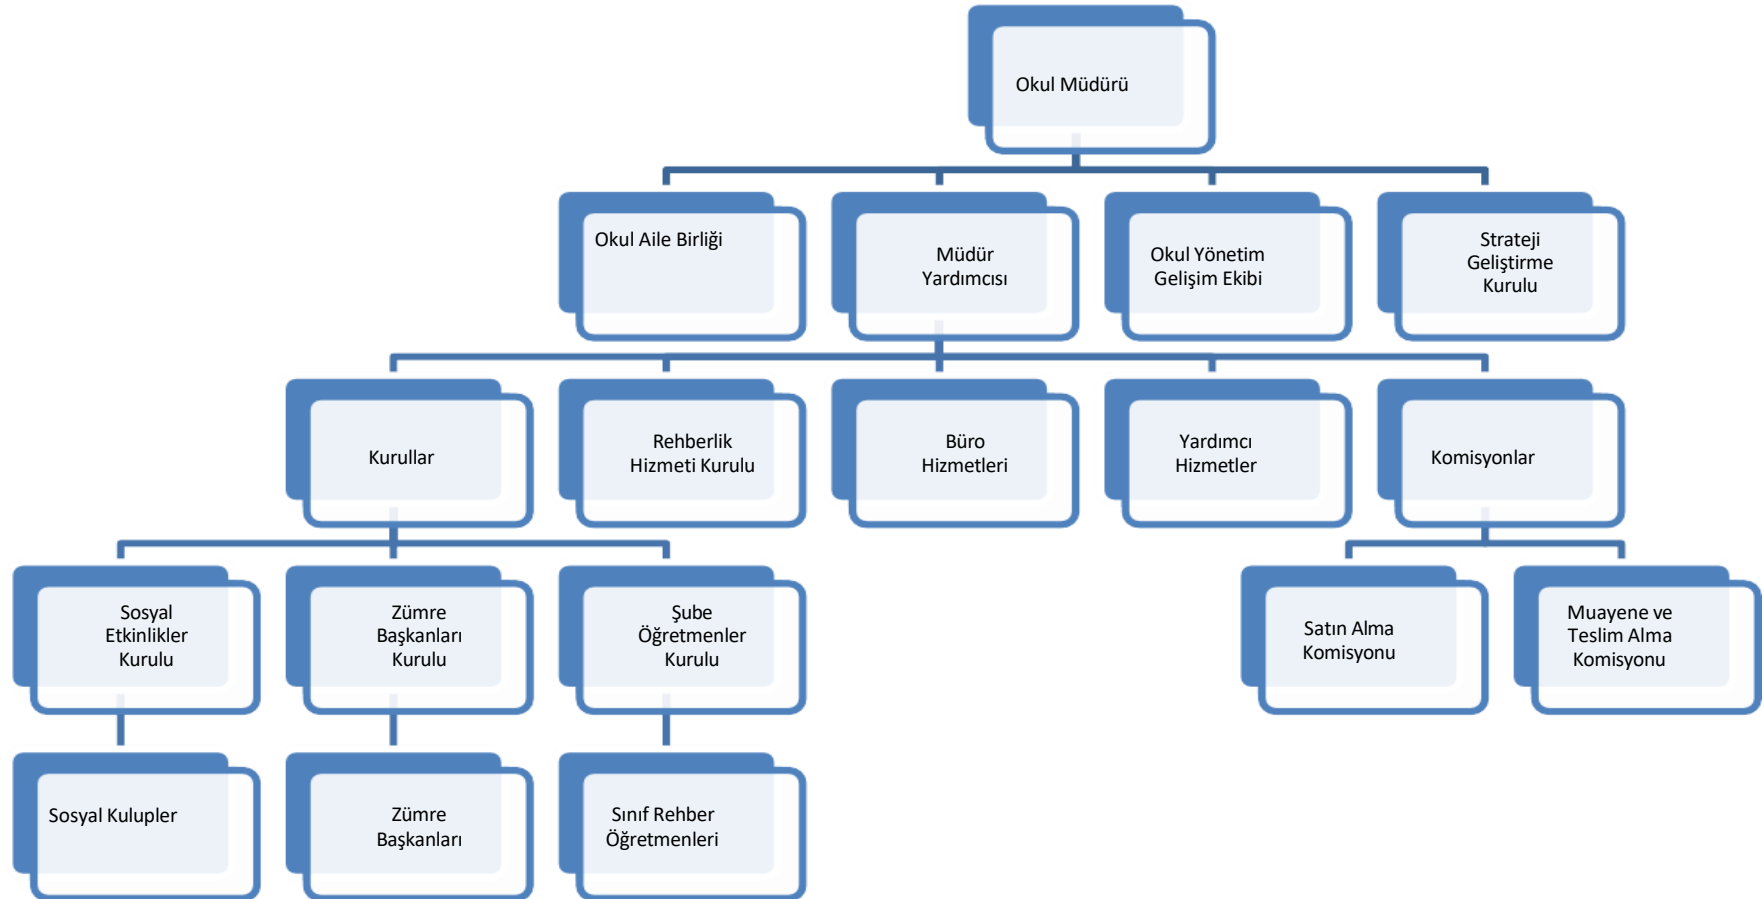 Okul Müdürü
Okul Aile Birliği
Müdür
Yardımcısı
Okul Yönetim
Gelişim Ekibi
Strateji
Geliştirme
Kurulu
Kurullar
Rehberlik
Hizmeti Kurulu
Büro
Hizmetleri
Yardımcı
Hizmetler
Komisyonlar
Sosyal
Etkinlikler
Kurulu
Zümre
Başkanları
Kurulu
Şube
Öğretmenler
Kurulu
Satın Alma
Komisyonu
Muayene ve
Teslim Alma
Komisyonu
Sosyal Kulupler
Zümre
Başkanları
Sınıf Rehber
Öğretmenleri